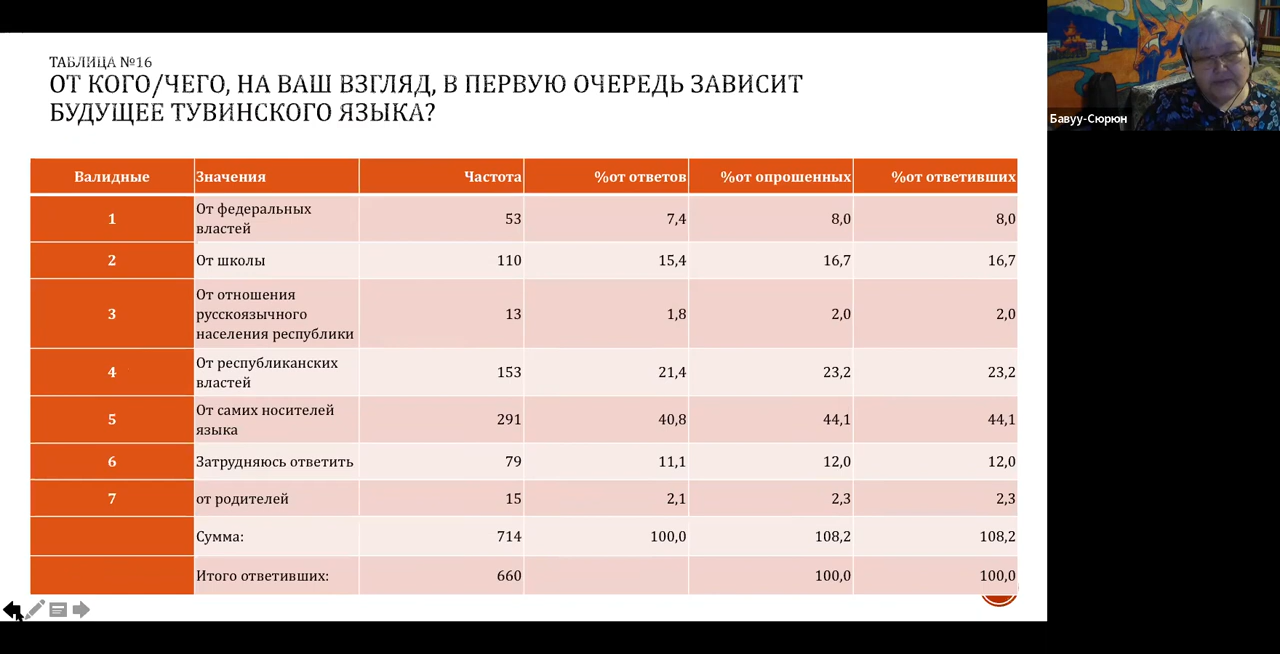 ТАБЛИЦА №16
ОТ КОГО/ЧЕГО, НА ВАШ ВЗГЛЯД, В ПЕРВУЮ ОЧЕРЕДЬ ЗАВИСИТ
БУДУЩЕЕ ТУВИНСКОГО ЯЗЫКА?
Бавуу-Сюрюн
Валидные Значения Частота %от ответов %от опрошенных %от ответивших
1 От федеральных властей 53 7,4 8,0 8,0
2 От школы 110 15,4 16,7 16,7
3 От отношения русскоязычного населения республики 13 1,8 2,0 2,0
4 От республиканских властей 153 21,4 23,2 23,2
5 От самих носителей языка 291 40,8 44,1 44,1
6 Затрудняюсь ответить 79 11,1 12,0 12,0
7 от родителей 15 2,1 2,3 2,3
Сумма: 714 100,0 108,2 108,2
Итого ответивших: 660 100,0 100,0